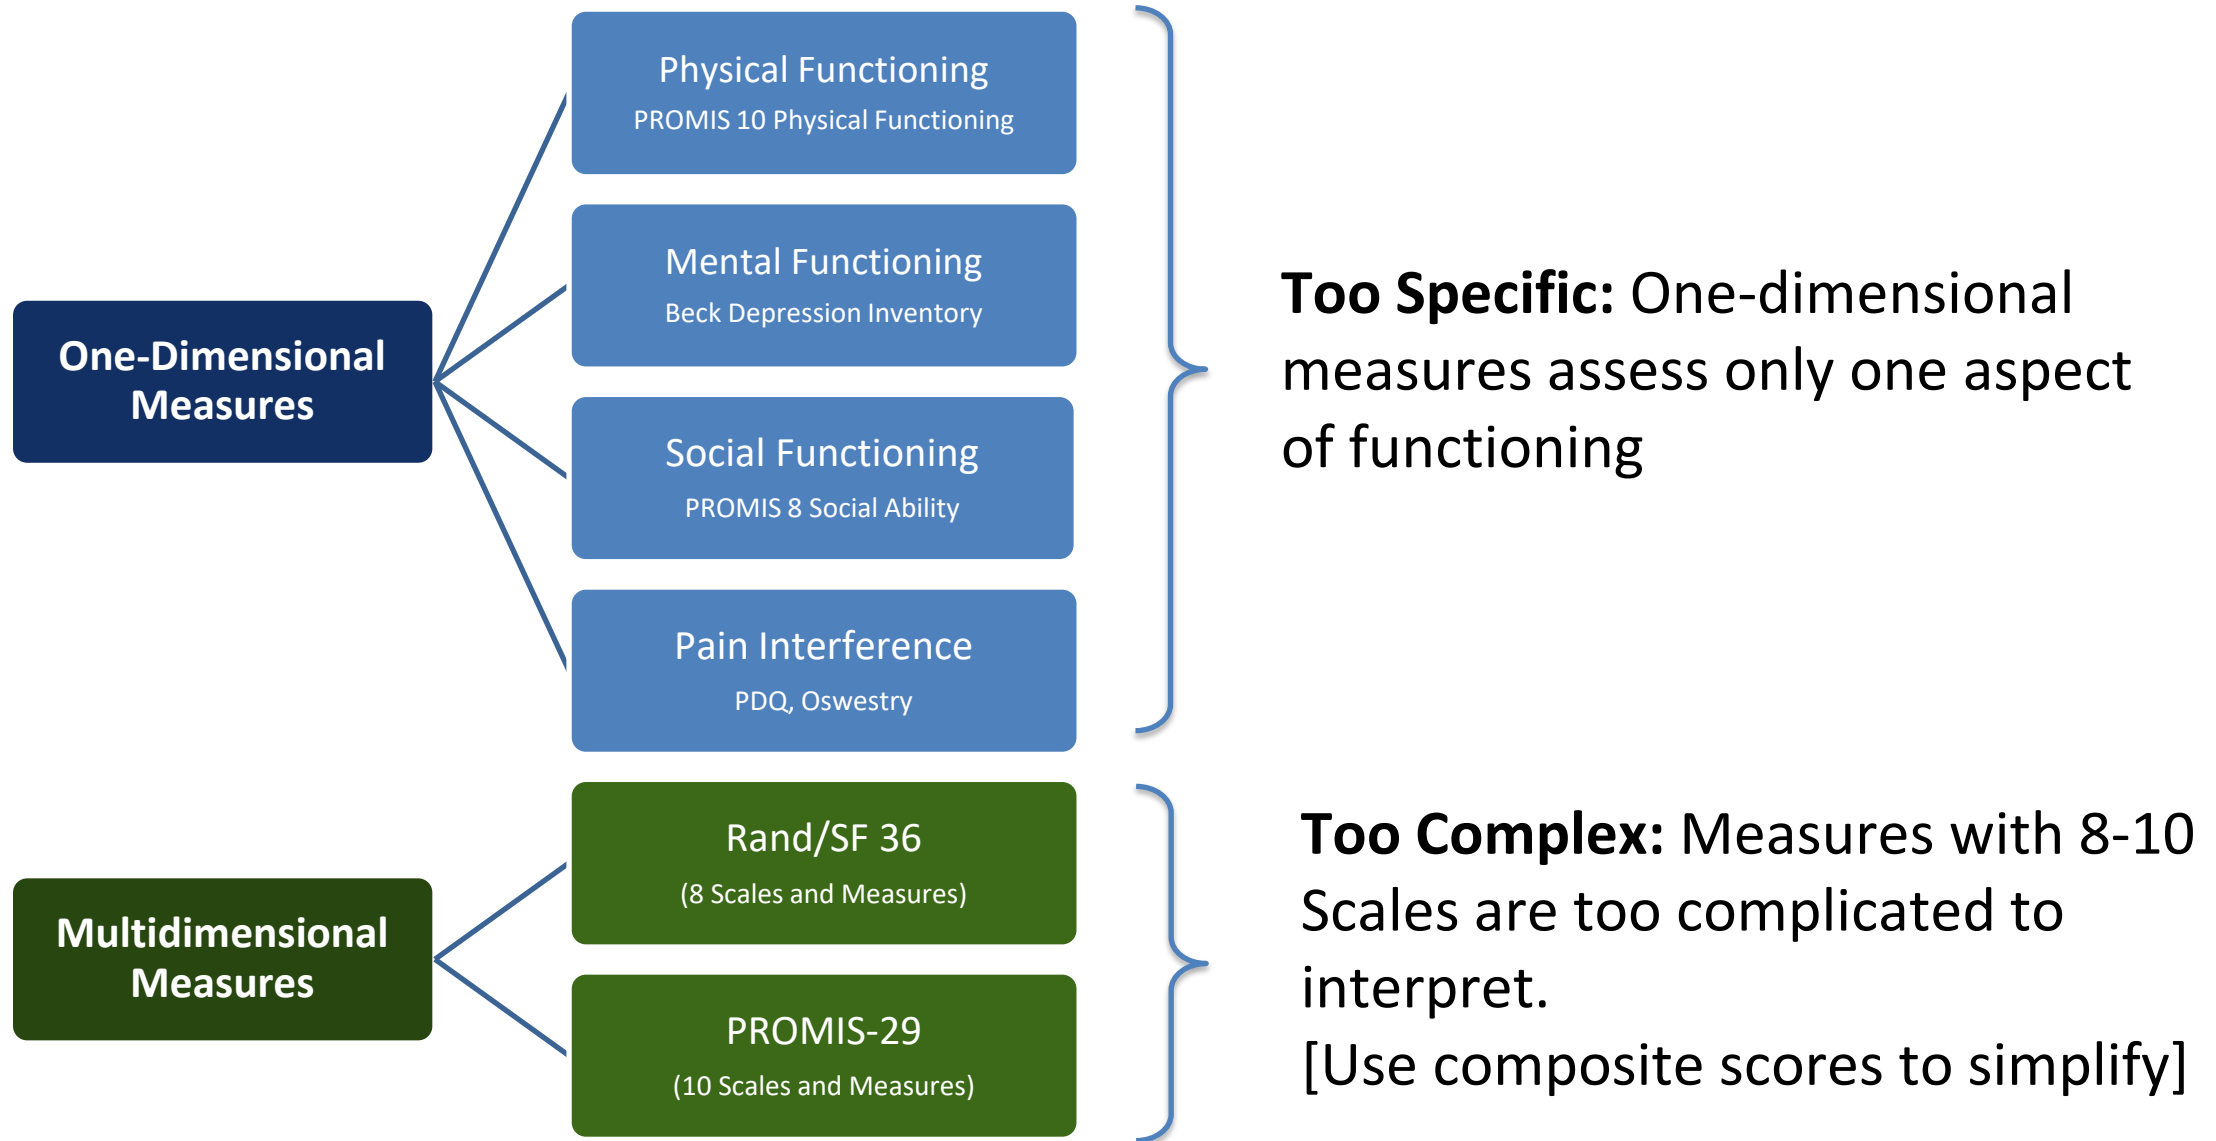 One-Dimensional
Measures
Physical Functioning
PROMIS 10 Physical Functioning
Mental Functioning
Beck Depression Inventory
Social Functioning
PROMIS 8 Social Ability
Pain Interference
PDQ, Oswestry
Too Specific: One-dimensional
measures assess only one aspect
of functioning
Multidimensional
Measures
Rand/SF 36
(8 Scales and Measures)
PROMIS-29
(10 Scales and Measures)
Too Complex: Measures with 8-10
Scales are too complicated to
interpret.
[Use composite scores to simplify]